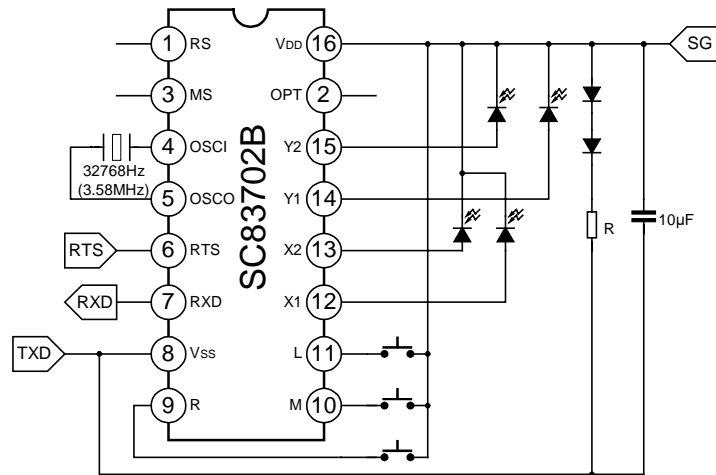 1 RS VDD 16 SG
3 MS OPT 2
4 OSCI Y2 15
32768Hz
(3.58MHz)
5 OSCO Y1 14
SC83702B
R 10µF
RTS 6 RTS X2 13
RXD 7 RXD X1 12
TXD 8 VSS L 11
9 R M 10